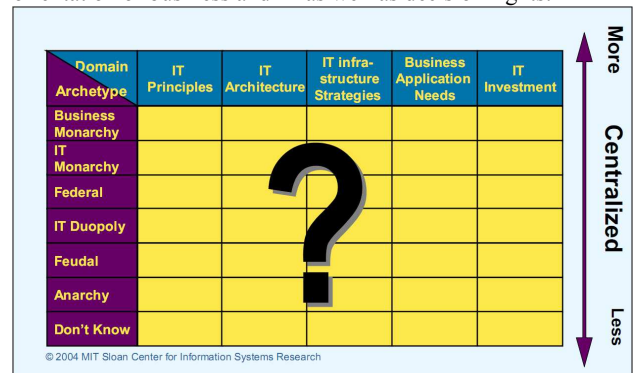 Domain
Archetype
IT
Principles
IT
Architecture
IT infra-
structure
Strategies
Business
Application
Needs
IT
Investment
Business
Monarchy
IT
Monarchy
Federal
IT Duopoly
Feudal
Anarchy
Don't Know
?
More
Centralized
Less
© 2004 MIT Sloan Center for Information Systems Research